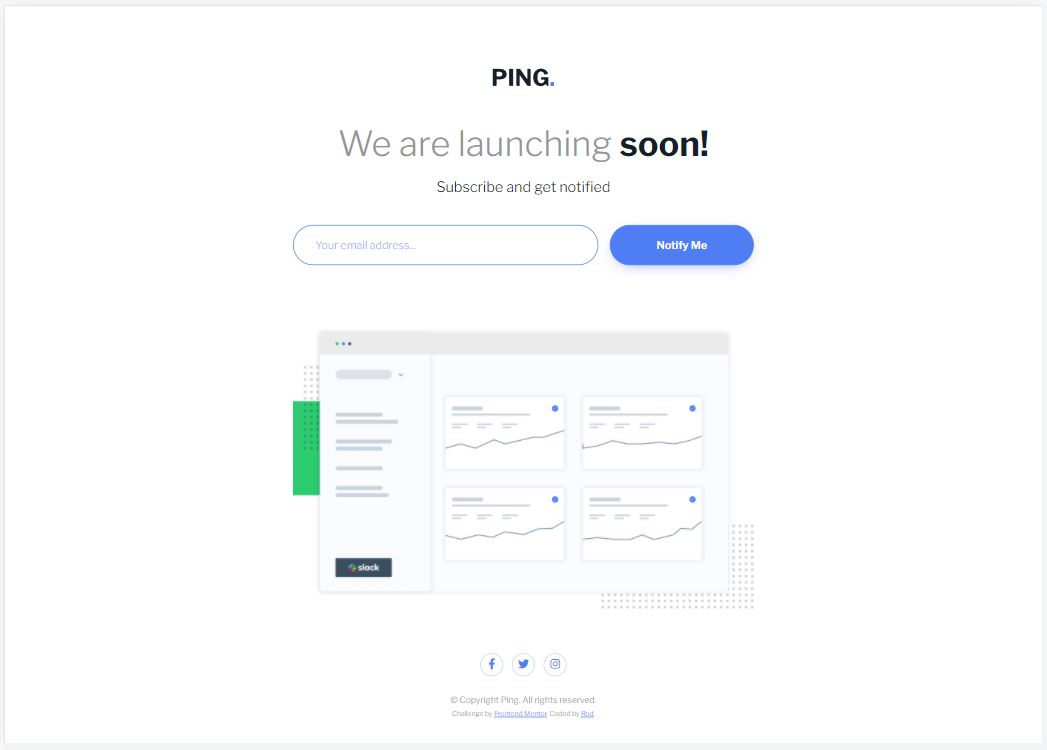 PING.
We are launching soon!
Subscribe and get notified
Your email address...
Notify Me
slack
© Copyright Ping. All rights reserved.
Challenge by Frontend Mentor. Coded by Rod.